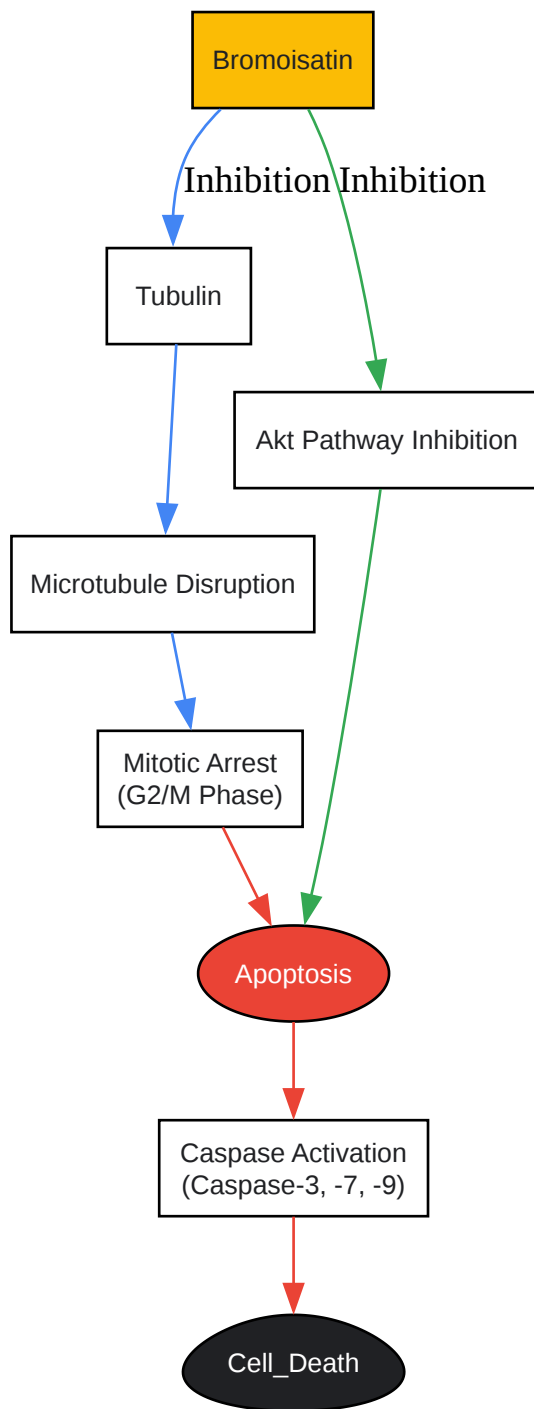 Bromoisatin
Inhibition Inhibition
Tubulin
Akt Pathway Inhibition
Microtubule Disruption
Mitotic Arrest
(G2/M Phase)
Apoptosis
Caspase Activation
(Caspase-3, -7, -9)
Cell_Death